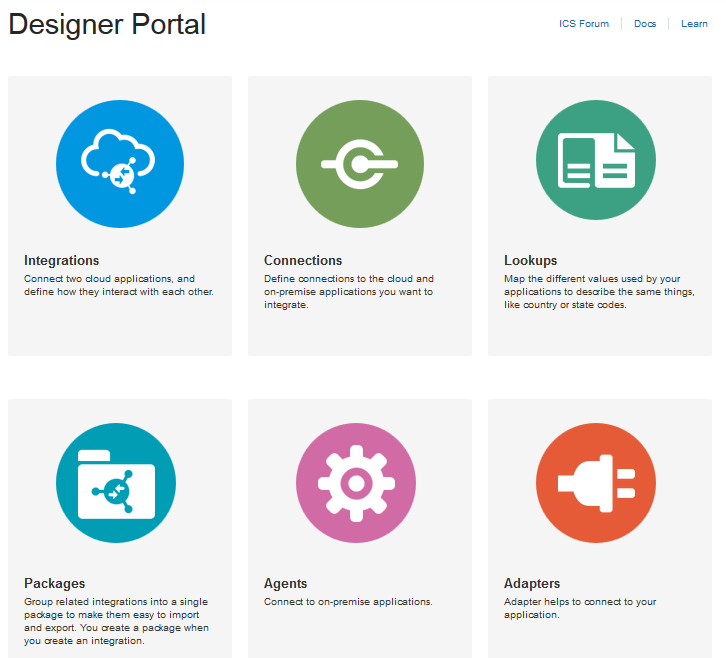 Designer Portal
ICS Forum
Docs
Learn
Integrations
Connect two cloud applications, and
define how they interact with each other.
Connections
Define connections to the cloud and
on-premise applications you want to
integrate.
Lookups
Map the different values used by your
applications to describe the same things,
like country or state codes.
Packages
Group related integrations into a single
package to make them easy to import
and export. You create a package when
you create an integration.
Agents
Connect to on-premise applications.
Adapters
Adapter helps to connect to your
application.